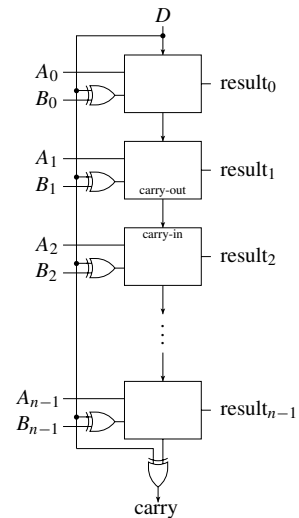 D
A₀
B₀
result₀
A₁
B₁
result₁
carry-out
carry-in
A₂
B₂
result₂
Aₙ₋₁
Bₙ₋₁
resultₙ₋₁
carry